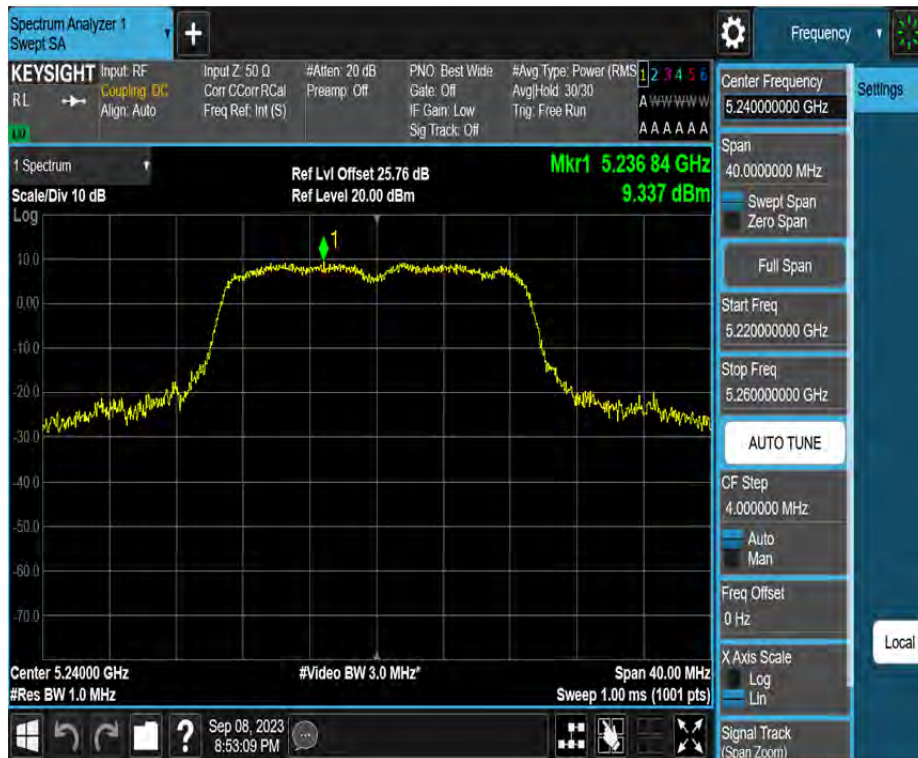 Spectrum Analyzer 1
Swept SA
+
Frequency
KEYSIGHT
RL
Input: RF
Coupling: DC
Align: Auto
Input Z: 50 Ω
Corr CCorr RCal
Freq Ref: Int (S)
#Atten: 20 dB
Preamp: Off
PNO: Best Wide
Gate: Off
IF Gain: Low
Sig Track: Off
#Avg Type: Power (RMS
Avg|Hold: 30/30
Trig: Free Run
1 2 3 4 5 6
A W W W W W
A A A A A A
1 Spectrum
Scale/Div 10 dB
Log
Ref Lvl Offset 25.76 dB
Ref Level 20.00 dBm
Mkr1 5.236 84 GHz
9.337 dBm
1
10.0
0.00
-10.0
-20.0
-30.0
-40.0
-50.0
-60.0
-70.0
Center 5.24000 GHz
#Res BW 1.0 MHz
#Video BW 3.0 MHz*
Span 40.00 MHz
Sweep 1.00 ms (1001 pts)
Sep 08, 2023
8:53:09 PM
?
Center Frequency
5.240000000 GHz
Span
40.0000000 MHz
Swept Span
Zero Span
Full Span
Start Freq
5.220000000 GHz
Stop Freq
5.260000000 GHz
AUTO TUNE
CF Step
4.000000 MHz
Auto
Man
Freq Offset
0 Hz
X Axis Scale
Log
Lin
Signal Track
(Span Zoom)
Settings
Local